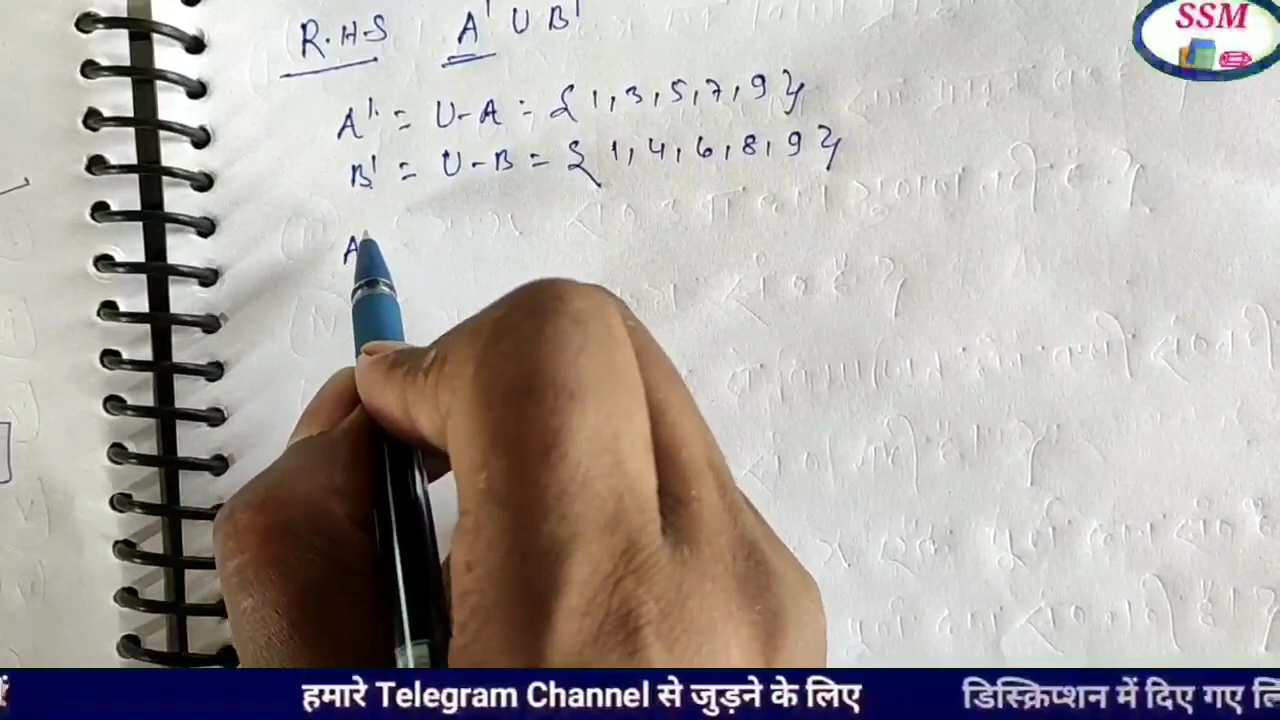 SSM
R.H.S A' U B'
A' = U-A = { 1, 3, 5, 7, 9 }
B' = U-B = { 1, 4, 6, 8, 9 }
A
हमारे Telegram Channel से जुड़ने के लिए डिस्क्रिप्शन में दिए गए